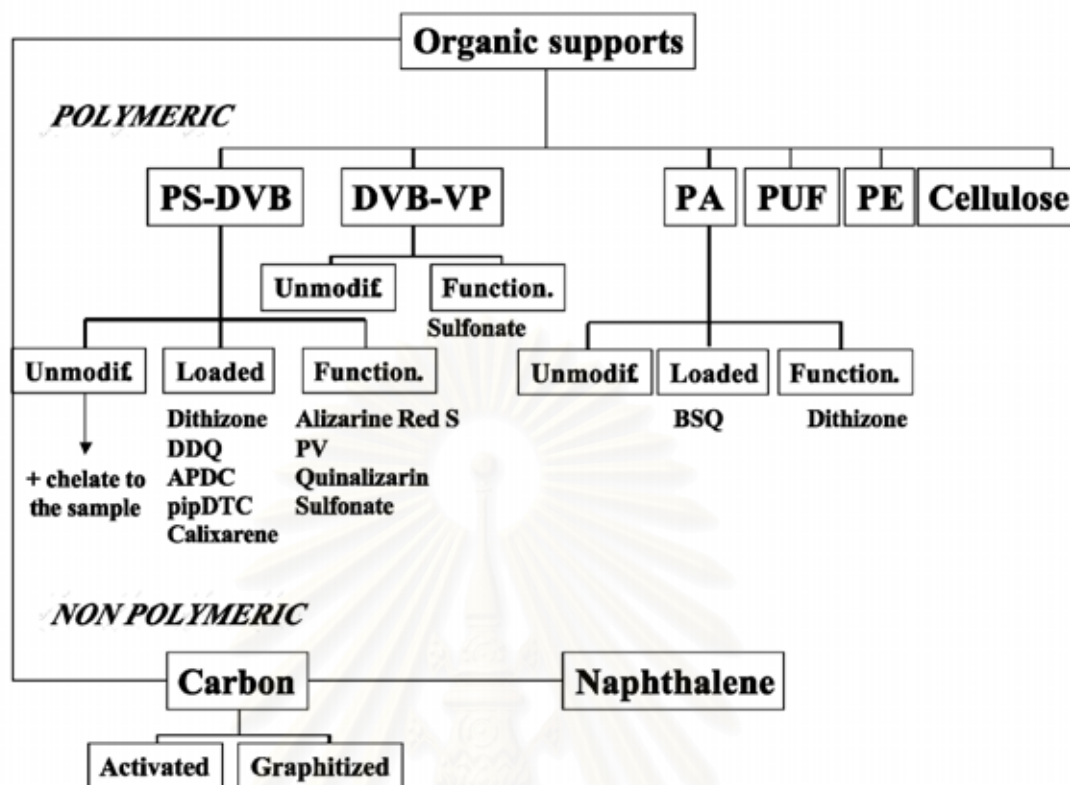 Organic supports
POLYMERIC
PS-DVB
DVB-VP
PA
PUF
PE
Cellulose
Unmodif.
Function.
Sulfonate
Unmodif.
Loaded
Function.
Unmodif.
Loaded
Function.
+ chelate to
the sample
Dithizone
DDQ
APDC
pipDTC
Calixarene
Alizarine Red S
PV
Quinalizarin
Sulfonate
BSQ
Dithizone
NON POLYMERIC
Carbon
Naphthalene
Activated
Graphitized